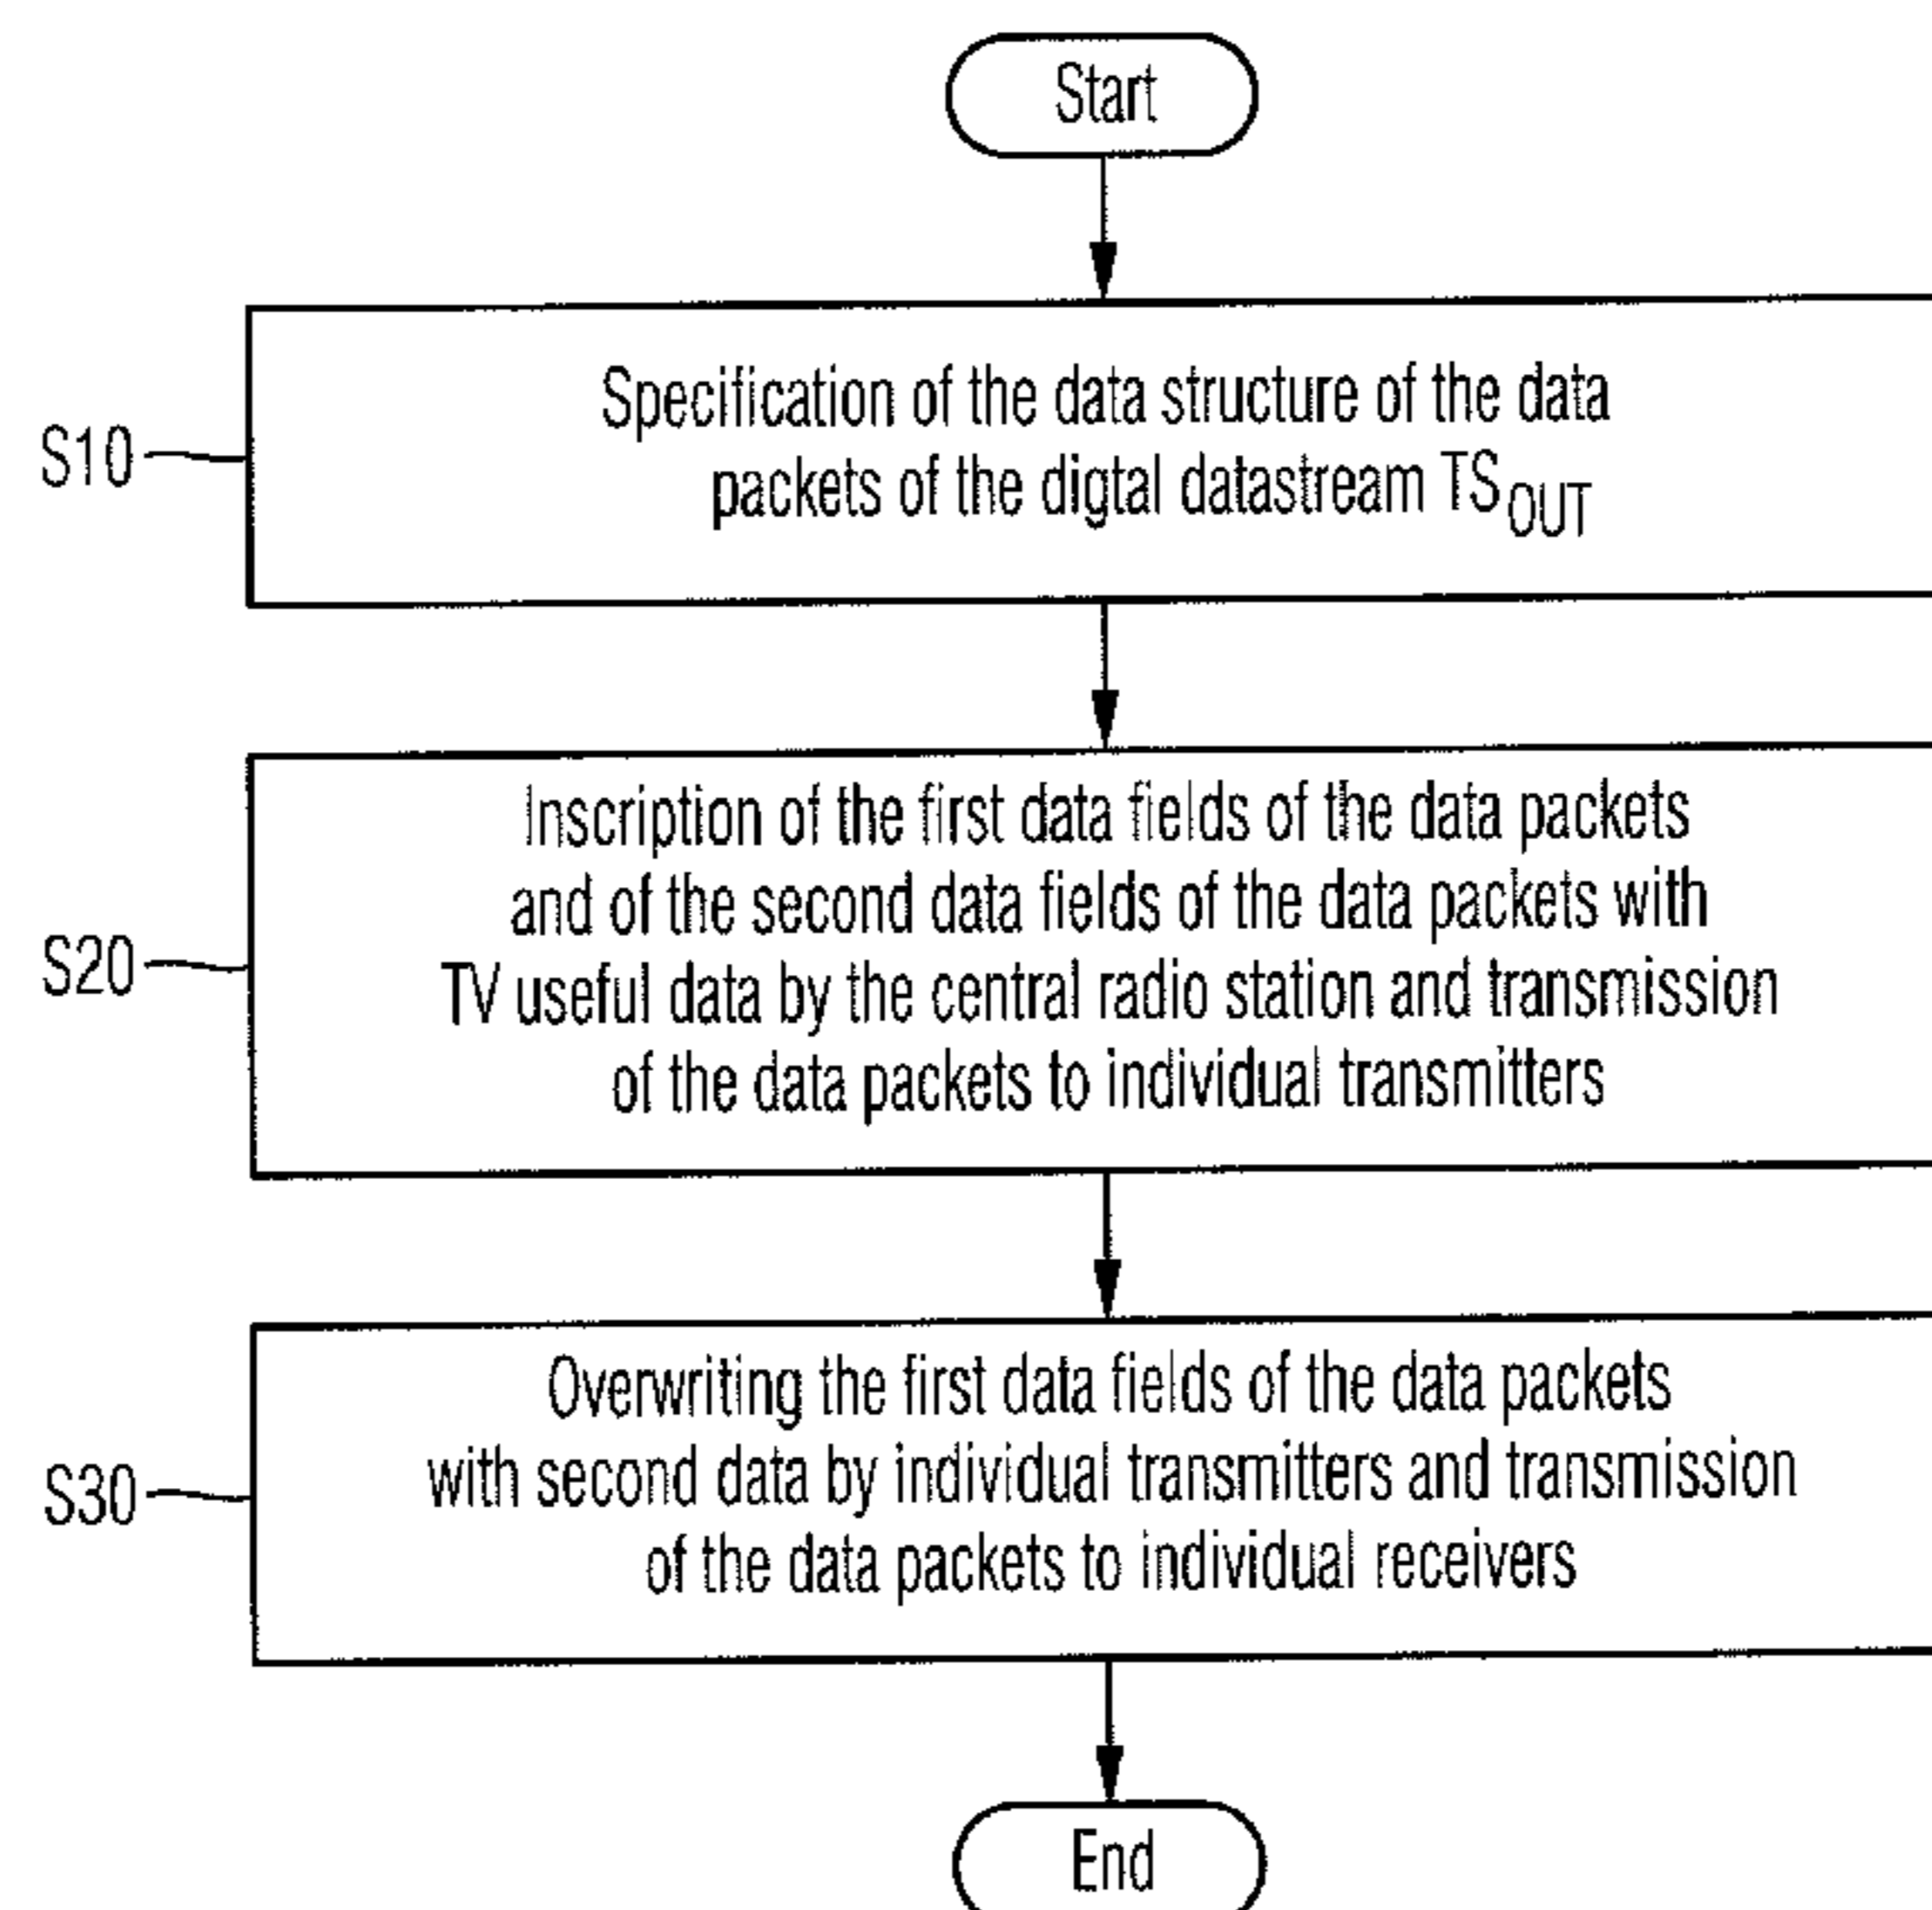 Start
S10
Specification of the data structure of the data
packets of the digtal datastream TS_OUT
S20
Inscription of the first data fields of the data packets
and of the second data fields of the data packets with
TV useful data by the central radio station and transmission
of the data packets to individual transmitters
S30
Overwriting the first data fields of the data packets
with second data by individual transmitters and transmission
of the data packets to individual receivers
End